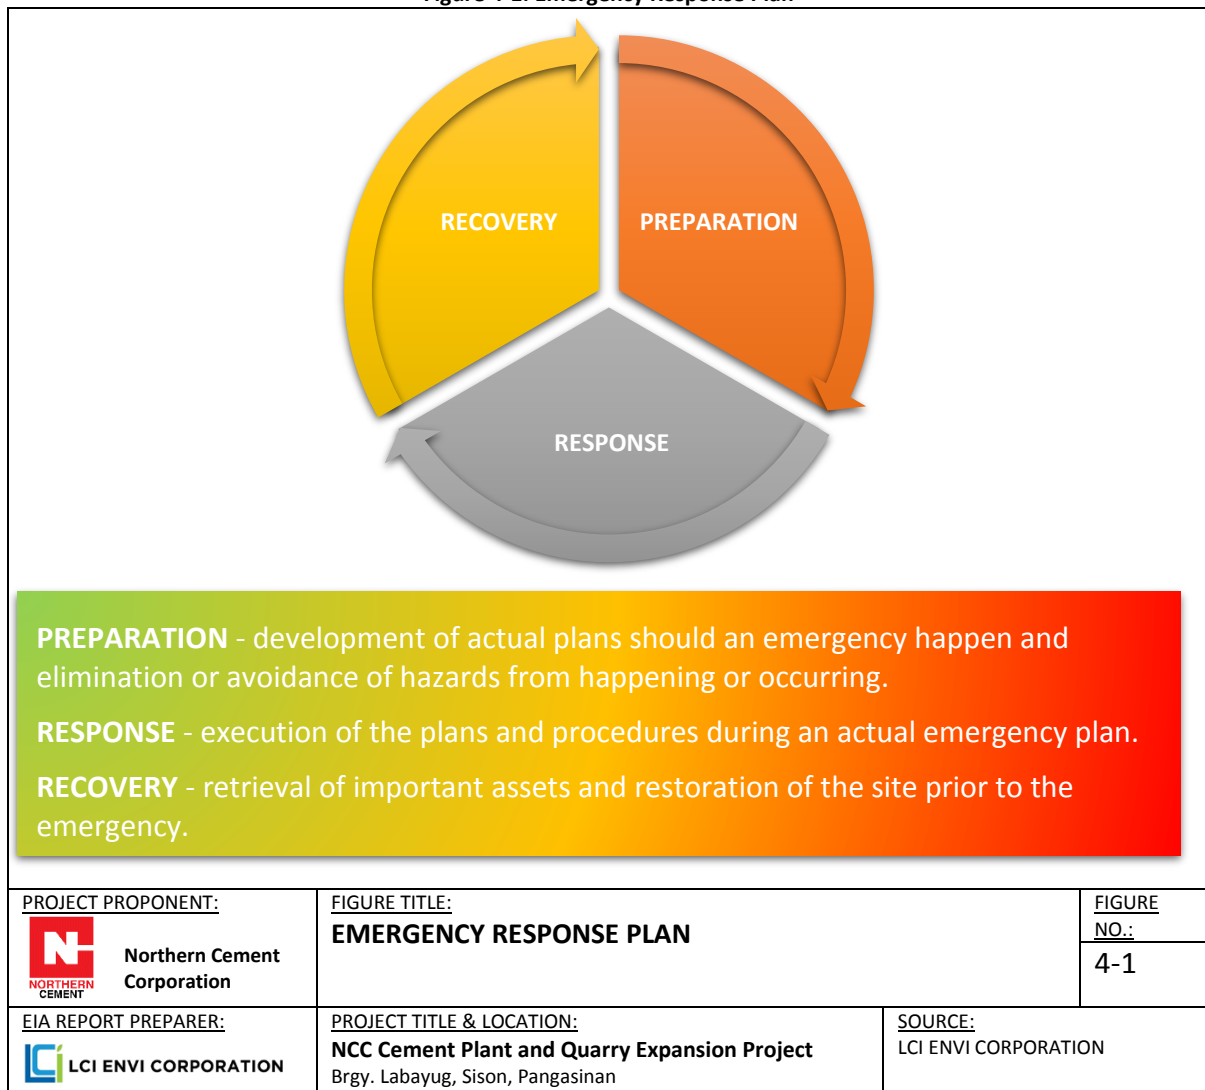 RECOVERY
PREPARATION
RESPONSE
PREPARATION - development of actual plans should an emergency happen and
elimination or avoidance of hazards from happening or occurring.
RESPONSE - execution of the plans and procedures during an actual emergency plan.
RECOVERY - retrieval of important assets and restoration of the site prior to the
emergency.
PROJECT PROPONENT:
NORTHERN
CEMENT
Northern Cement
Corporation
FIGURE TITLE:
EMERGENCY RESPONSE PLAN
FIGURE
NO.:
4-1
EIA REPORT PREPARER:
LCI ENVI CORPORATION
PROJECT TITLE & LOCATION:
NCC Cement Plant and Quarry Expansion Project
Brgy. Labayug, Sison, Pangasinan
SOURCE:
LCI ENVI CORPORATION